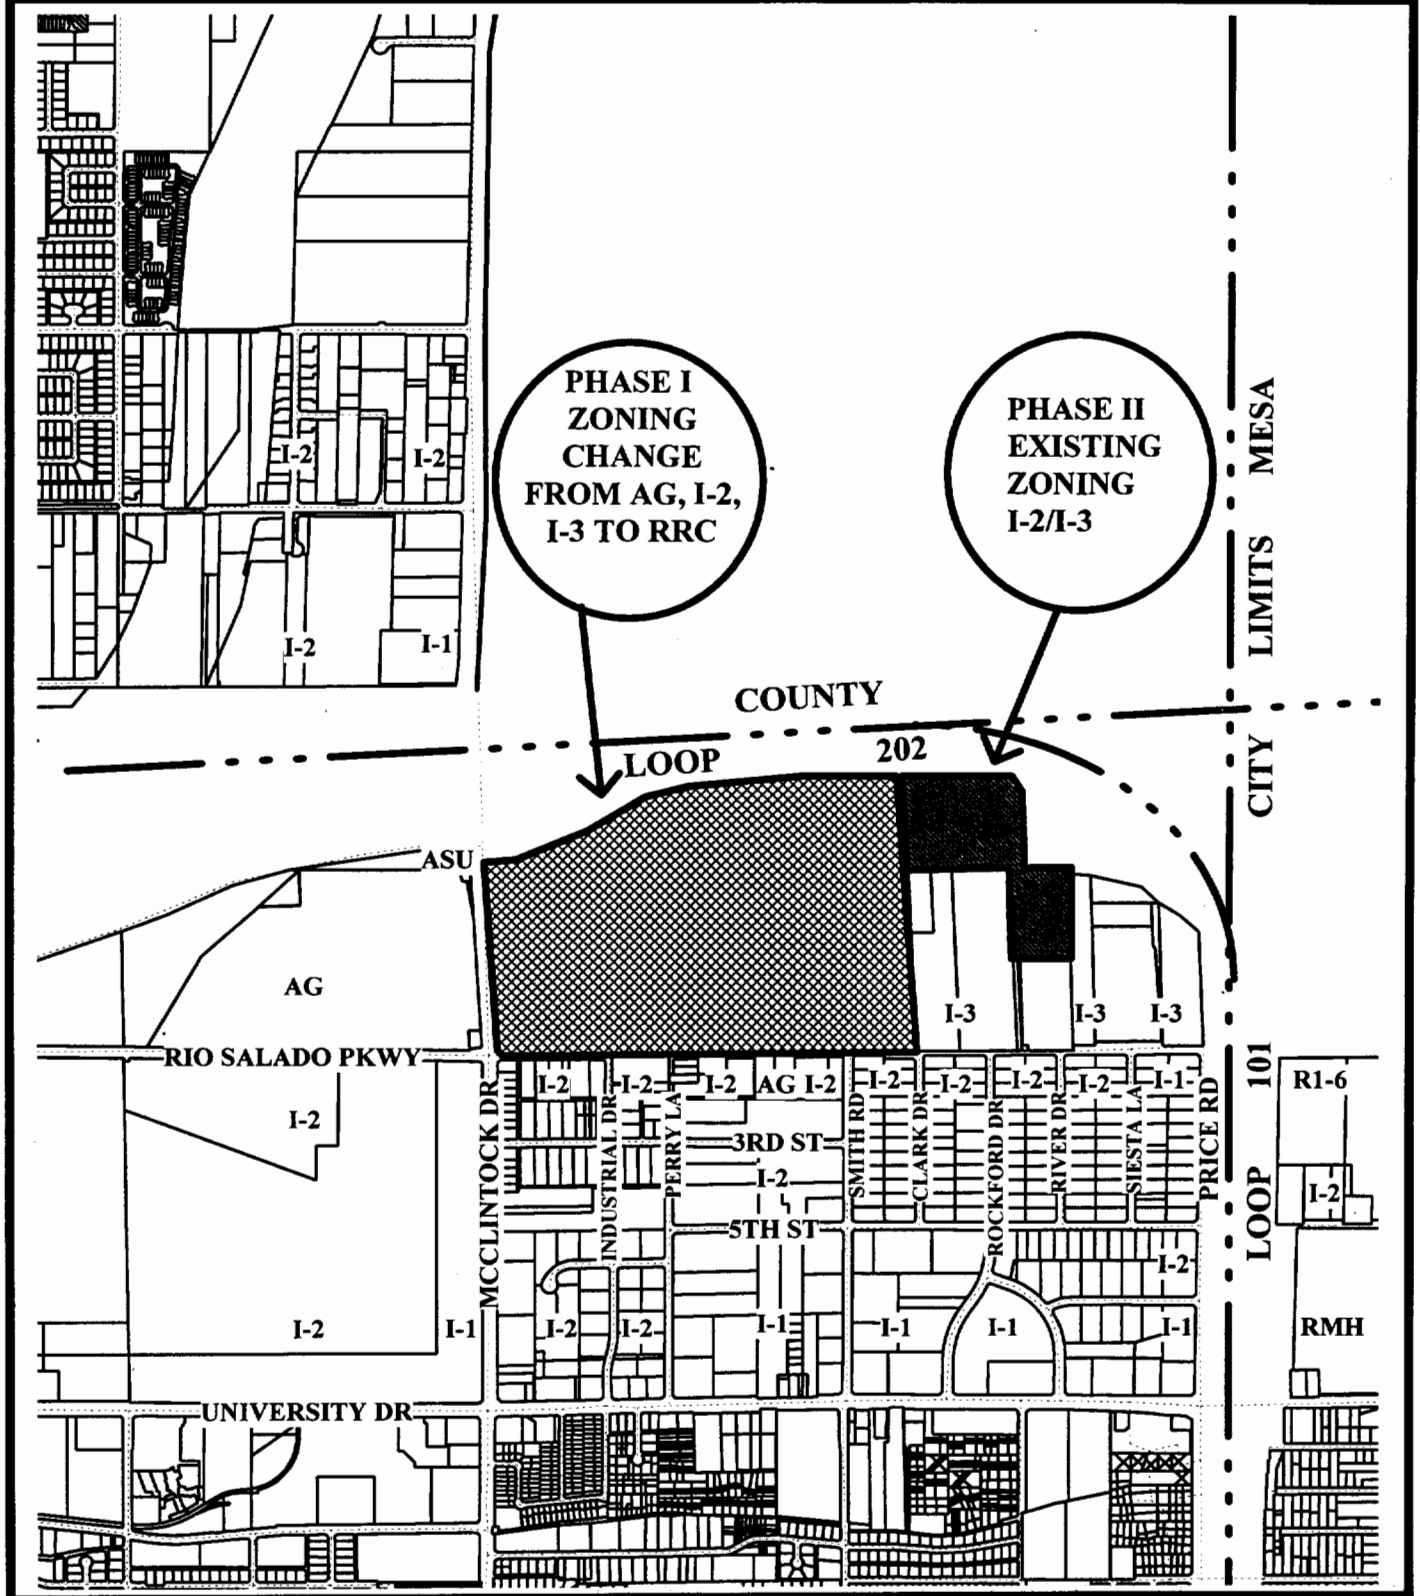 I-2
I-2
PHASE I
ZONING
CHANGE
FROM AG, I-2,
I-3 TO RRC
PHASE II
EXISTING
ZONING
I-2/I-3
CITY LIMITS MESA
I-2
I-1
COUNTY
LOOP 202
ASU
AG
I-3
I-3
I-3
RIO SALADO PKWY
I-2
I-2
I-2
I-2
AG
I-2
I-2
I-2
I-2
I-2
I-1
R1-6
MCCLINTOCK DR
INDUSTRIAL DR
PERRY LA
SMITH RD
CLARK DR
ROCKFORD DR
RIVER DR
SIESTA LA
PRICE RD
LOOP 101
3RD ST
I-2
I-2
5TH ST
I-2
I-2
I-1
I-2
I-2
I-1
I-1
I-1
I-1
RMH
UNIVERSITY DR